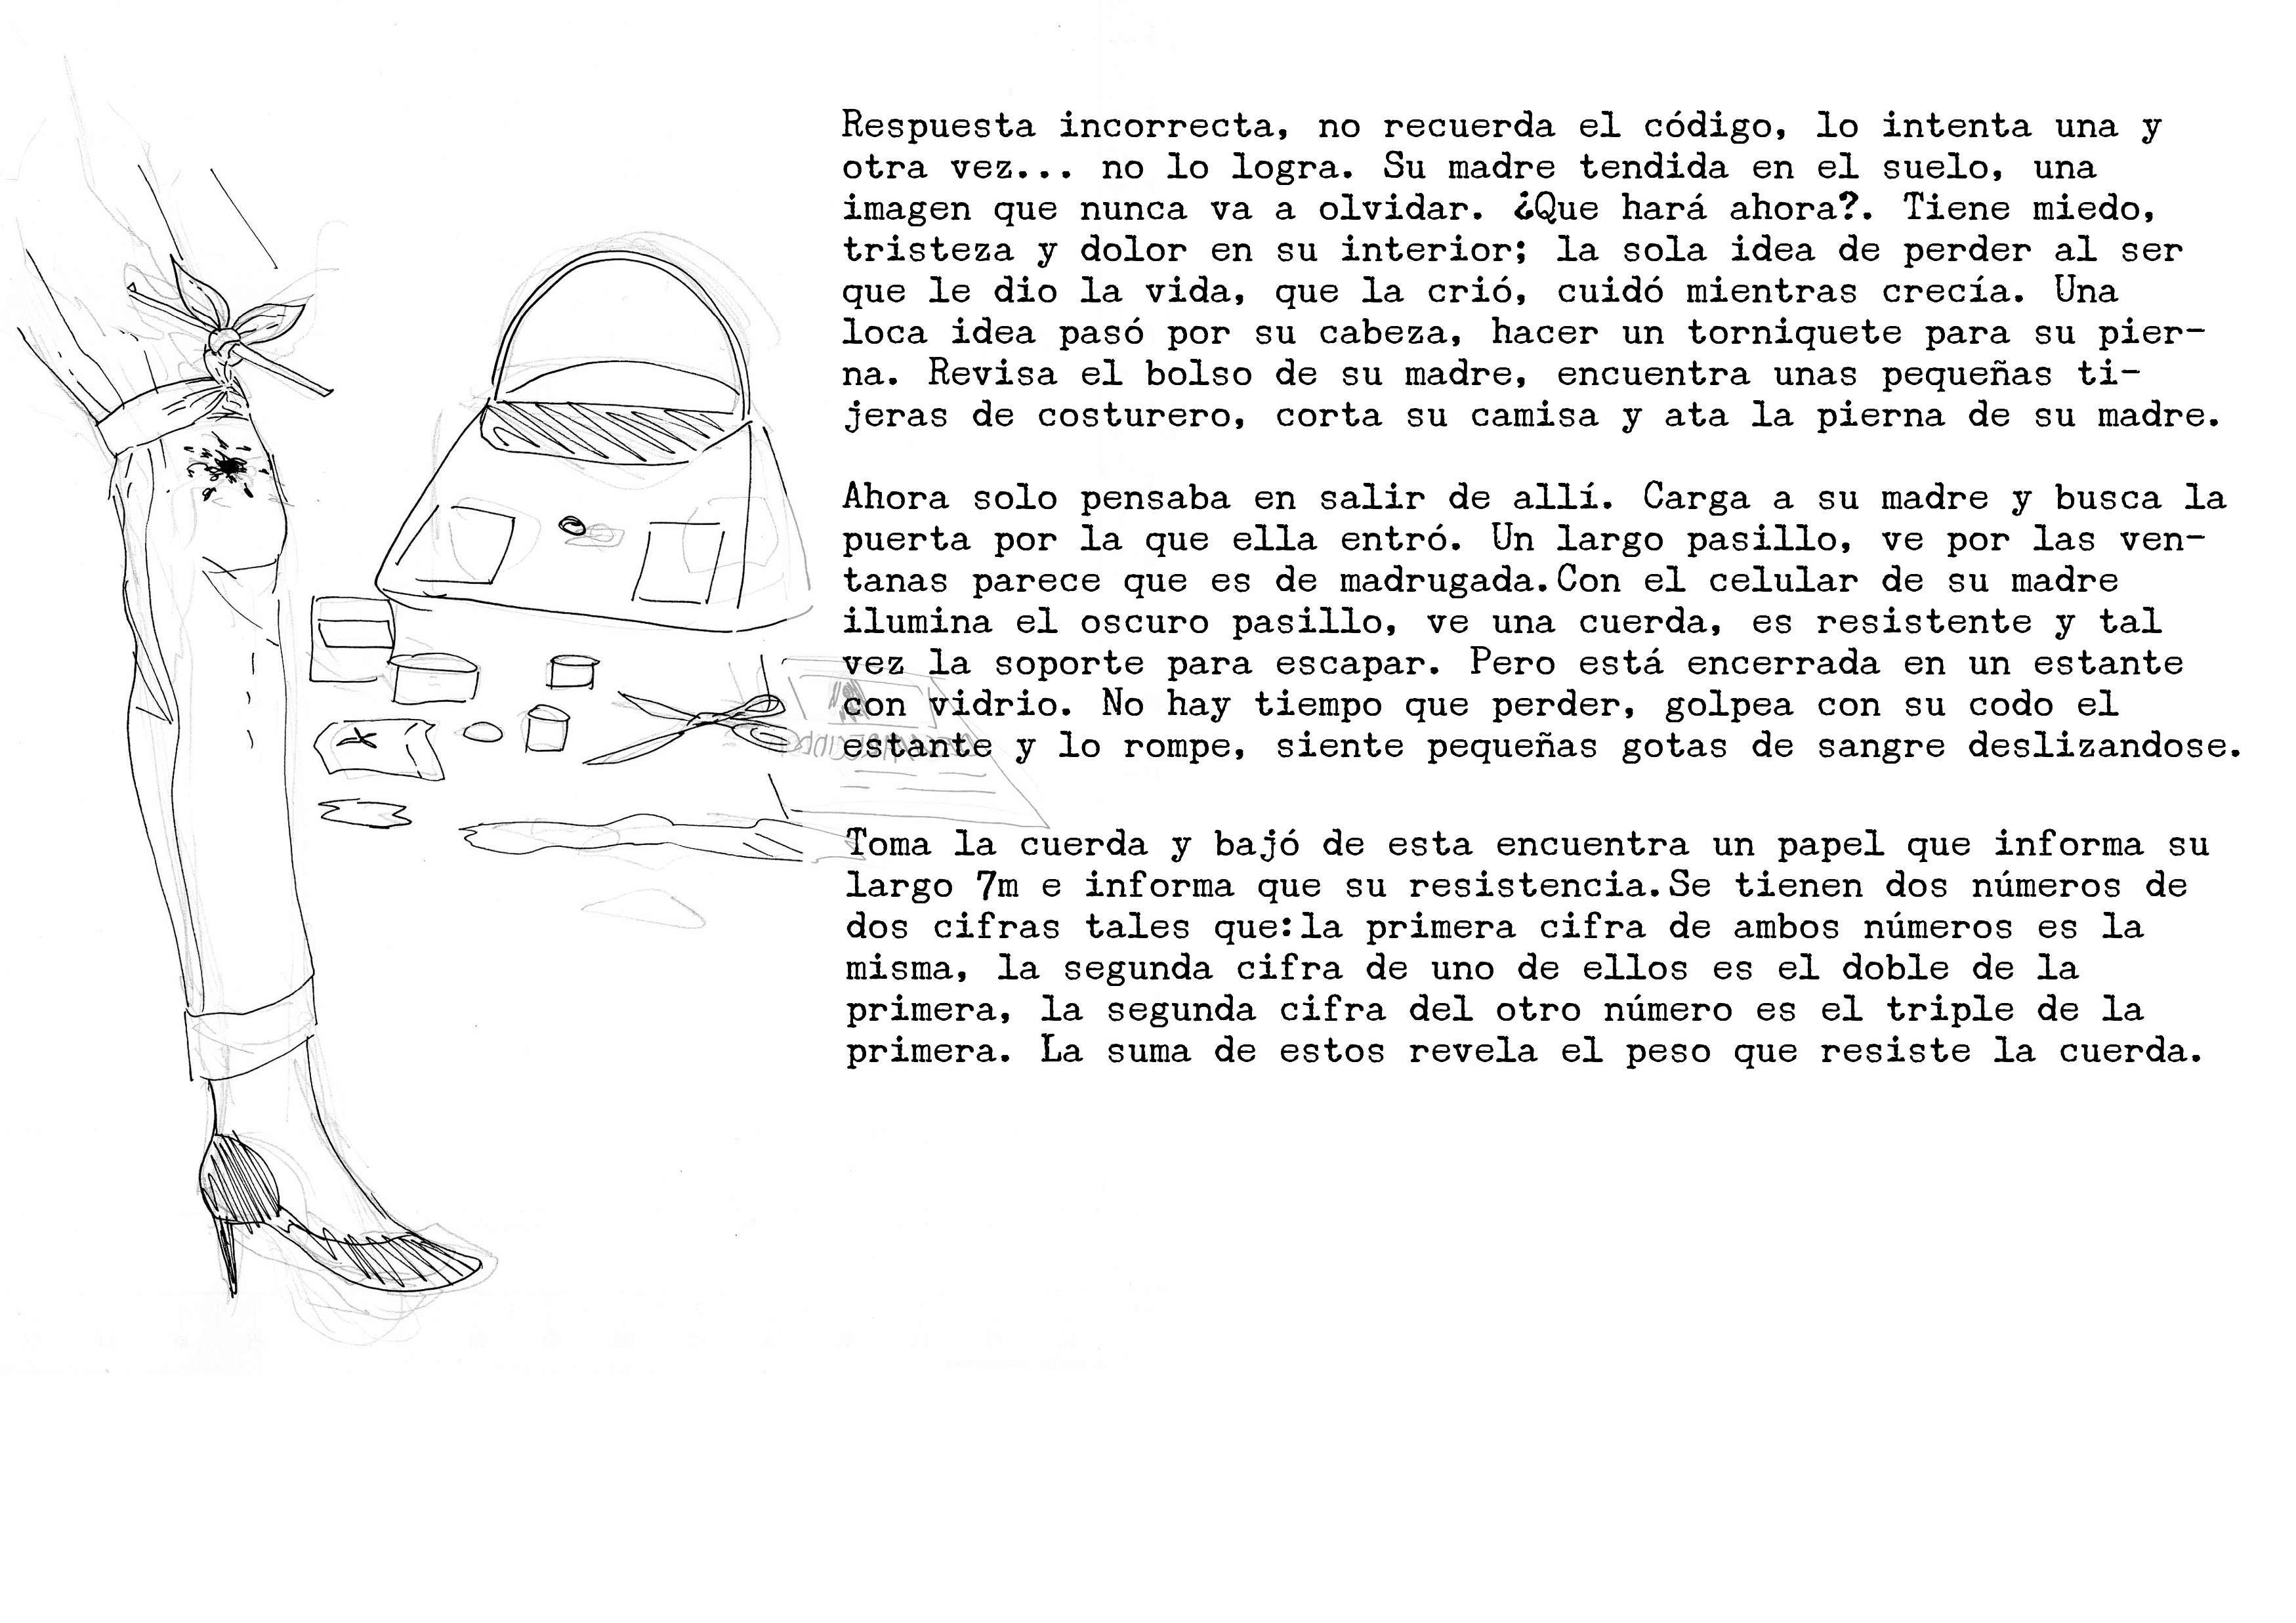 Respuesta incorrecta, no recuerda el código, lo intenta una y
otra vez... no lo logra. Su madre tendida en el suelo, una
imagen que nunca va a olvidar. ¿Que hará ahora?. Tiene miedo,
tristeza y dolor en su interior; la sola idea de perder al ser
que le dio la vida, que la crió, cuidó mientras crecía. Una
loca idea pasó por su cabeza, hacer un torniquete para su pier-
na. Revisa el bolso de su madre, encuentra unas pequeñas ti-
jeras de costurero, corta su camisa y ata la pierna de su madre.
Ahora solo pensaba en salir de allí. Carga a su madre y busca la
puerta por la que ella entró. Un largo pasillo, ve por las ven-
tanas parece que es de madrugada.Con el celular de su madre
ilumina el oscuro pasillo, ve una cuerda, es resistente y tal
vez la soporte para escapar. Pero está encerrada en un estante
con vidrio. No hay tiempo que perder, golpea con su codo el
estante y lo rompe, siente pequeñas gotas de sangre deslizandose.
Toma la cuerda y bajó de esta encuentra un papel que informa su
largo 7m e informa que su resistencia.Se tienen dos números de
dos cifras tales que:la primera cifra de ambos números es la
misma, la segunda cifra de uno de ellos es el doble de la
primera, la segunda cifra del otro número es el triple de la
primera. La suma de estos revela el peso que resiste la cuerda.